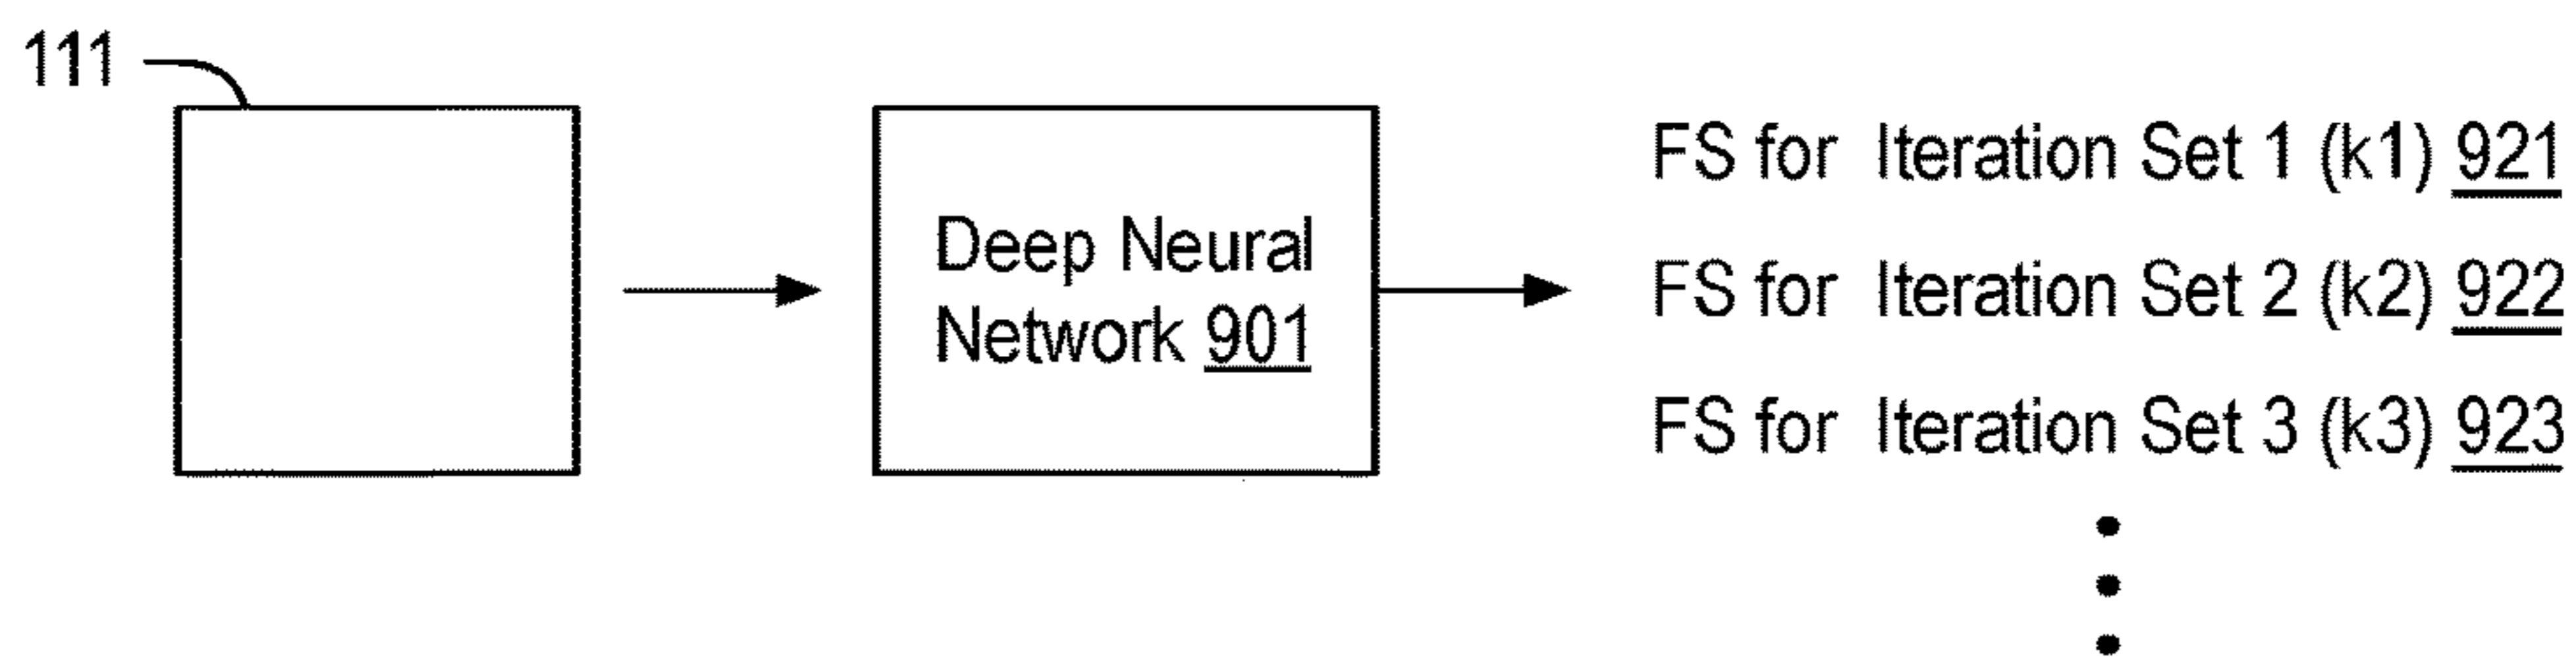 111
Deep Neural
Network 901
FS for Iteration Set 1 (k1) 921
FS for Iteration Set 2 (k2) 922
FS for Iteration Set 3 (k3) 923